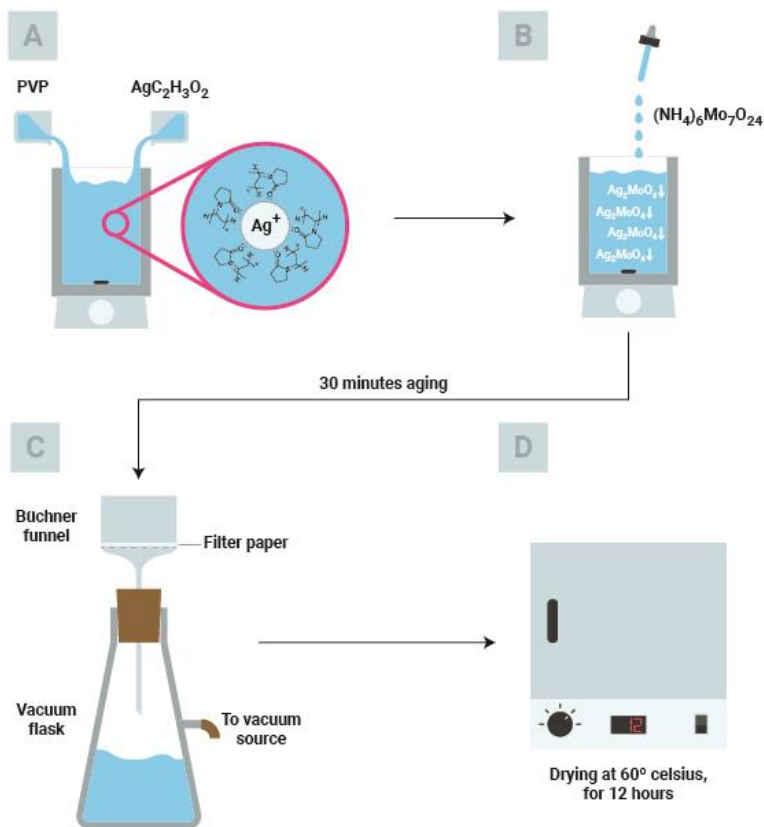 A
PVP
AgC₂H₃O₂
Ag⁺
B
(NH₄)₆Mo₇O₂₄
Ag₂MoO₄↓
Ag₂MoO₄↓
Ag₂MoO₄↓
Ag₂MoO₄↓
30 minutes aging
C
Büchner
funnel
Filter paper
Vacuum
flask
To vacuum
source
D
12
Drying at 60º celsius,
for 12 hours